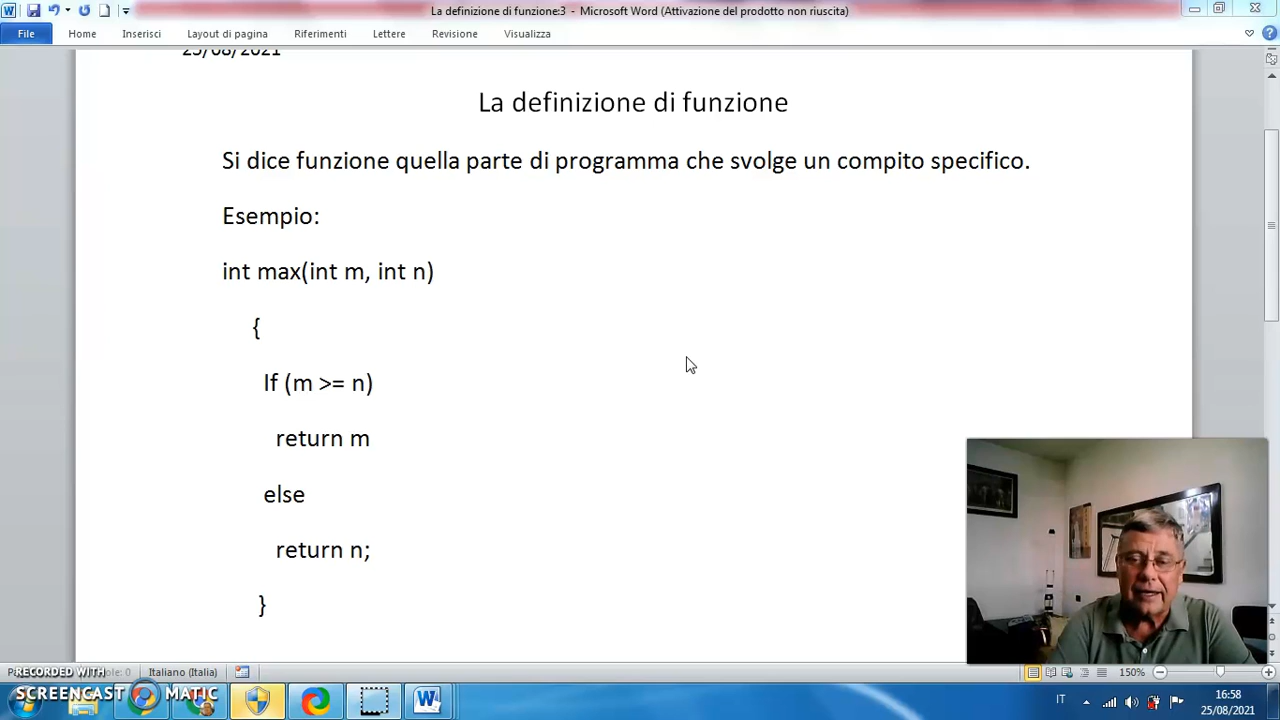 La definizione di funzione:3 - Microsoft Word (Attivazione del prodotto non riuscita)
File Home Inserisci Layout di pagina Riferimenti Lettere Revisione Visualizza
25/08/2021
La definizione di funzione
Si dice funzione quella parte di programma che svolge un compito specifico.
Esempio:
int max(int m, int n)
{
If (m >= n)
return m
else
return n;
}
RECORDED WITH
Italiano (Italia)
150%
SCREENCAST MATIC
IT
16:58
25/08/2021